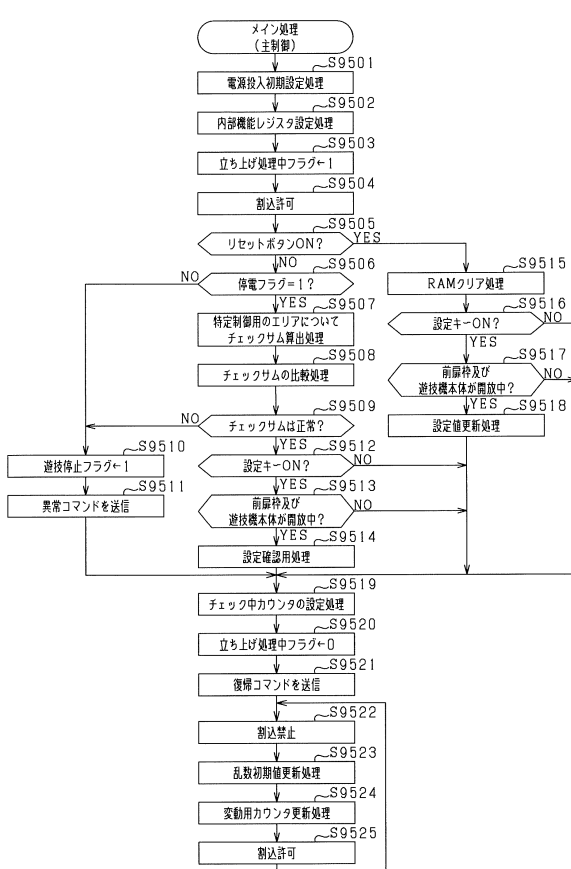 メイン処理
(主制御)
S9501
電源投入初期設定処理
S9502
内部機能レジスタ設定処理
S9503
立ち上げ処理中フラグ←1
S9504
割込許可
S9505
リセットボタンON?
YES
NO
S9506
停電フラグ=1?
NO
YES
S9507
特定制御用のエリアについて
チェックサム算出処理
S9508
チェックサムの比較処理
S9509
チェックサムは正常?
NO
YES
S9510
遊技停止フラグ←1
S9511
異常コマンドを送信
S9512
設定キーON?
NO
YES
S9513
前扉枠及び
遊技機本体が開放中?
NO
YES
S9514
設定確認用処理
S9515
RAMクリア処理
S9516
設定キーON?
NO
YES
S9517
前扉枠及び
遊技機本体が開放中?
NO
YES
S9518
設定値更新処理
S9519
チェック中カウンタの設定処理
S9520
立ち上げ処理中フラグ←0
S9521
復帰コマンドを送信
S9522
割込禁止
S9523
乱数初期値更新処理
S9524
変動用カウンタ更新処理
S9525
割込許可